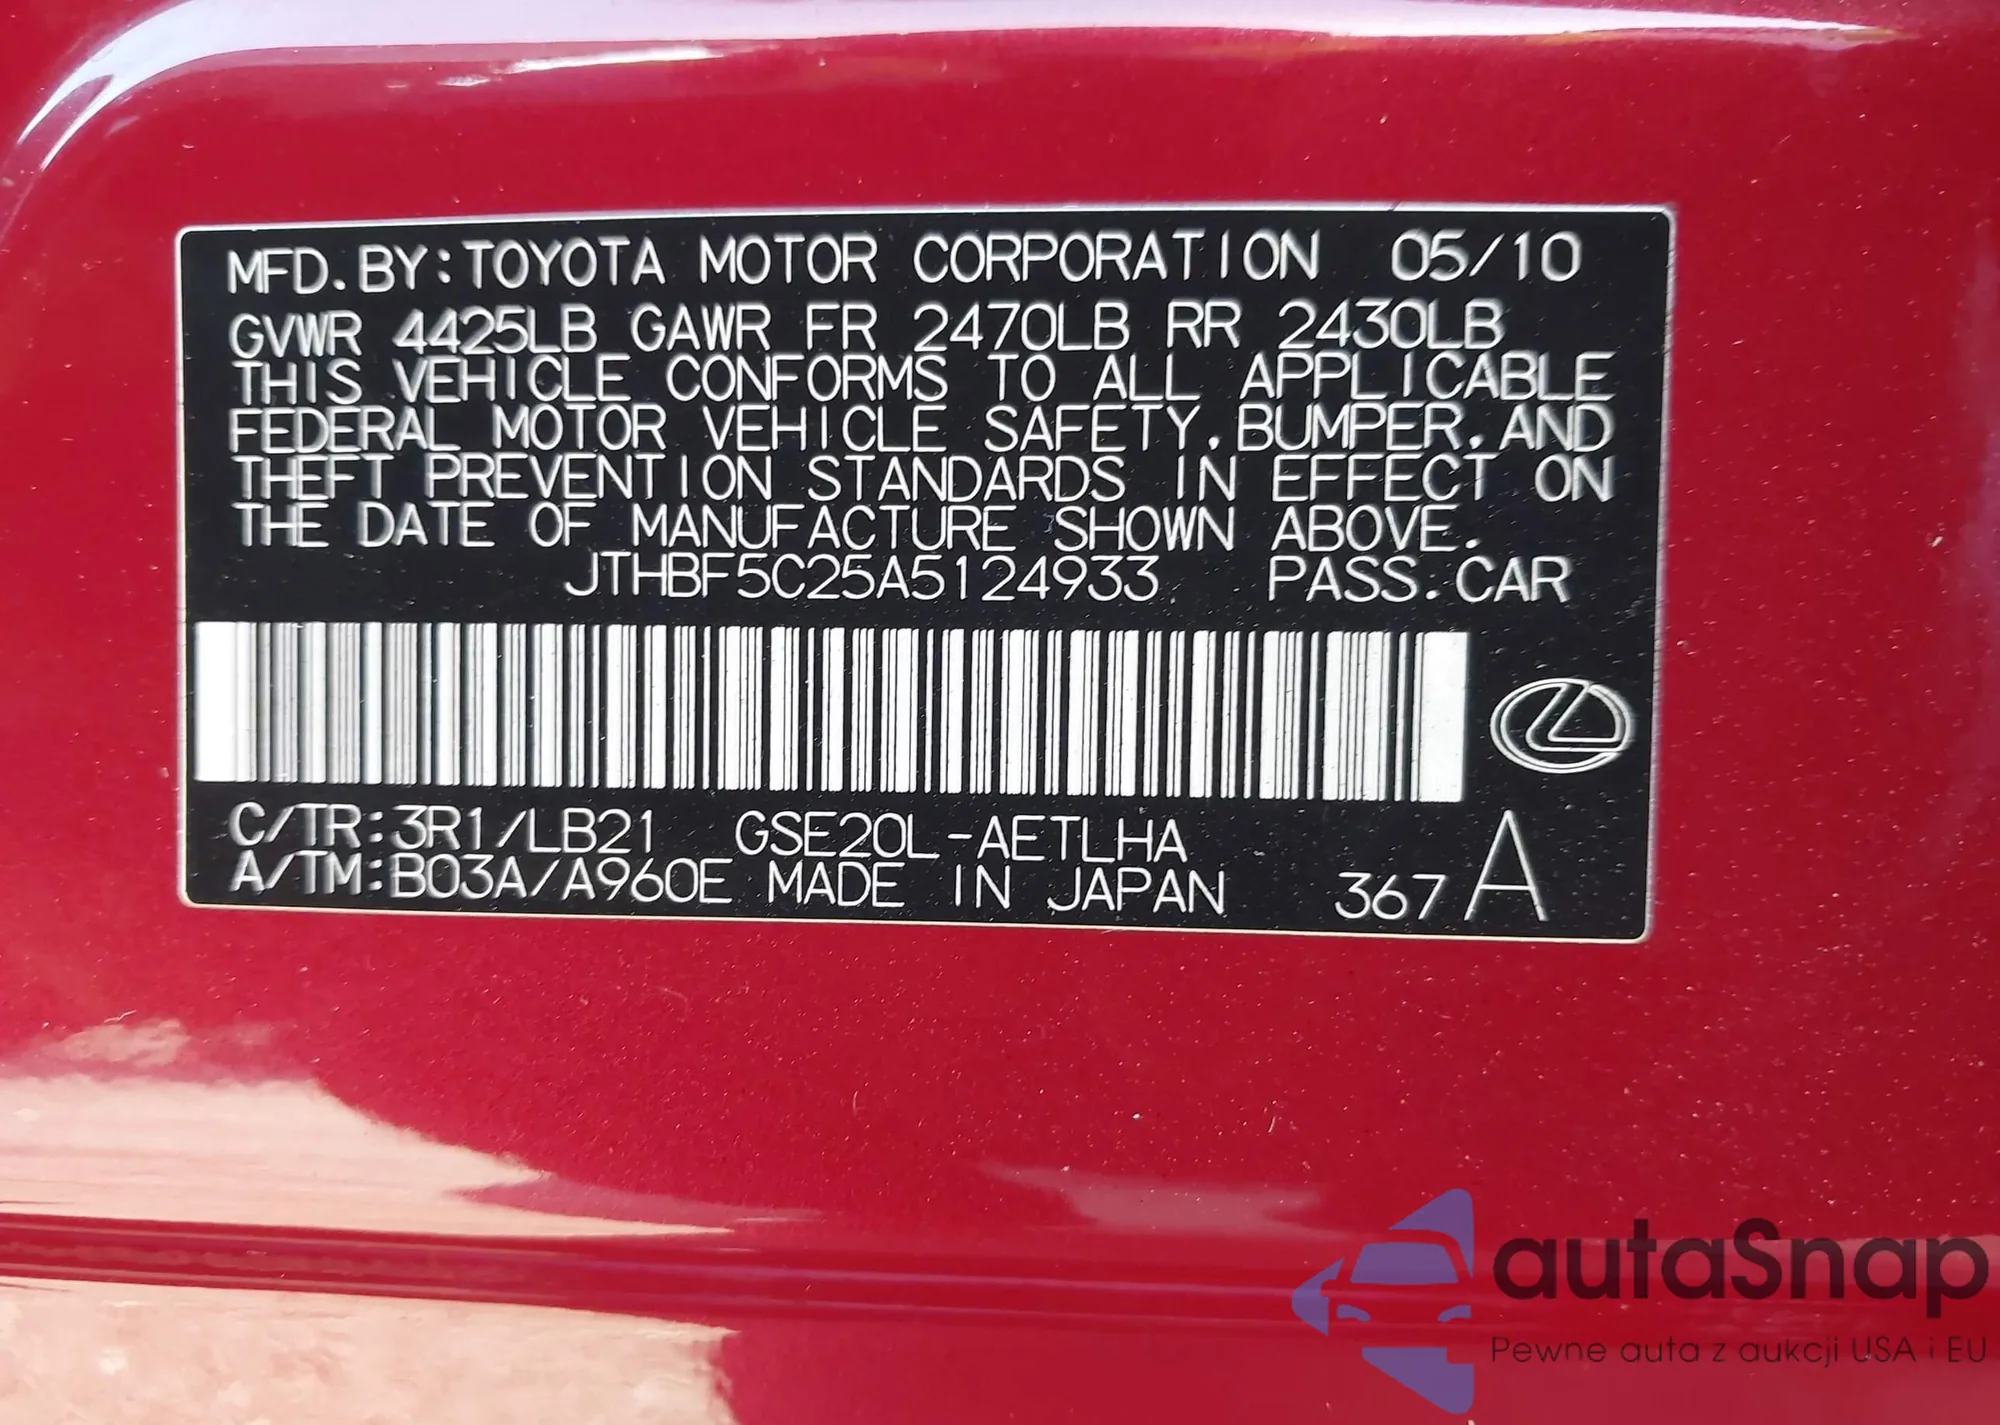 MFD.BY:TOYOTA MOTOR CORPORATION 05/10
GVWR 4425LB GAWR FR 2470LB RR 2430LB
THIS VEHICLE CONFORMS TO ALL APPLICABLE
FEDERAL MOTOR VEHICLE SAFETY,BUMPER,AND
THEFT PREVENTION STANDARDS IN EFFECT ON
THE DATE OF MANUFACTURE SHOWN ABOVE.
JTHBF5C25A5124933 PASS.CAR
C/TR:3R1/LB21 GSE20L-AETLHA
A/TM:B03A/A960E MADE IN JAPAN 367 A
autaSnap
Pewne auta z aukcji USA i EU